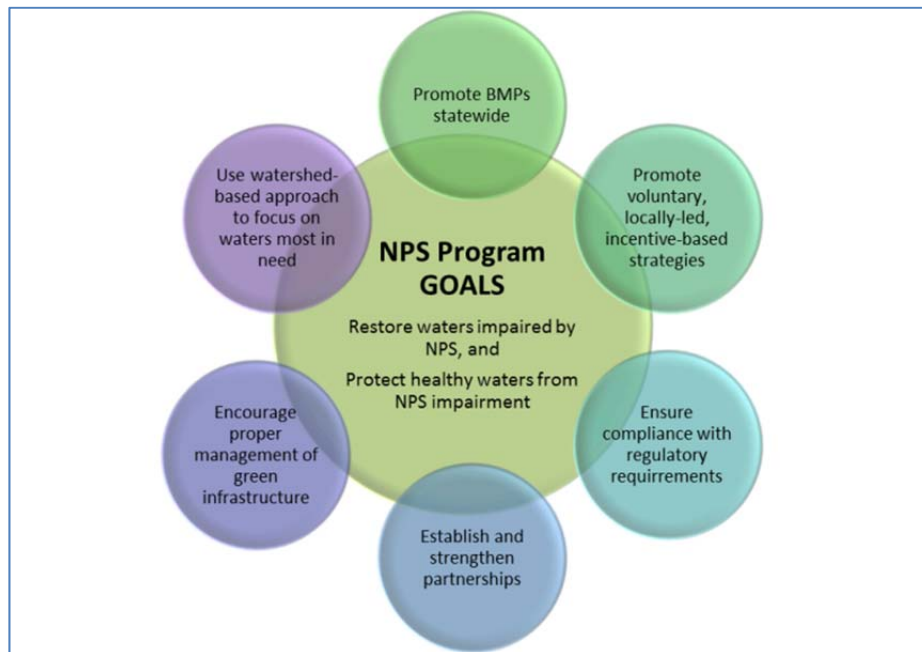 Promote BMPs
statewide
Promote
voluntary,
locally-led,
incentive-based
strategies
Ensure
compliance with
regulatory
requirrements
Establish and
strengthen
partnerships
Encourage
proper
management of
green
infrastructure
Use watershed-
based approach
to focus on
waters most in
need
NPS Program
GOALS
Restore waters impaired by
NPS, and
Protect healthy waters from
NPS impairment